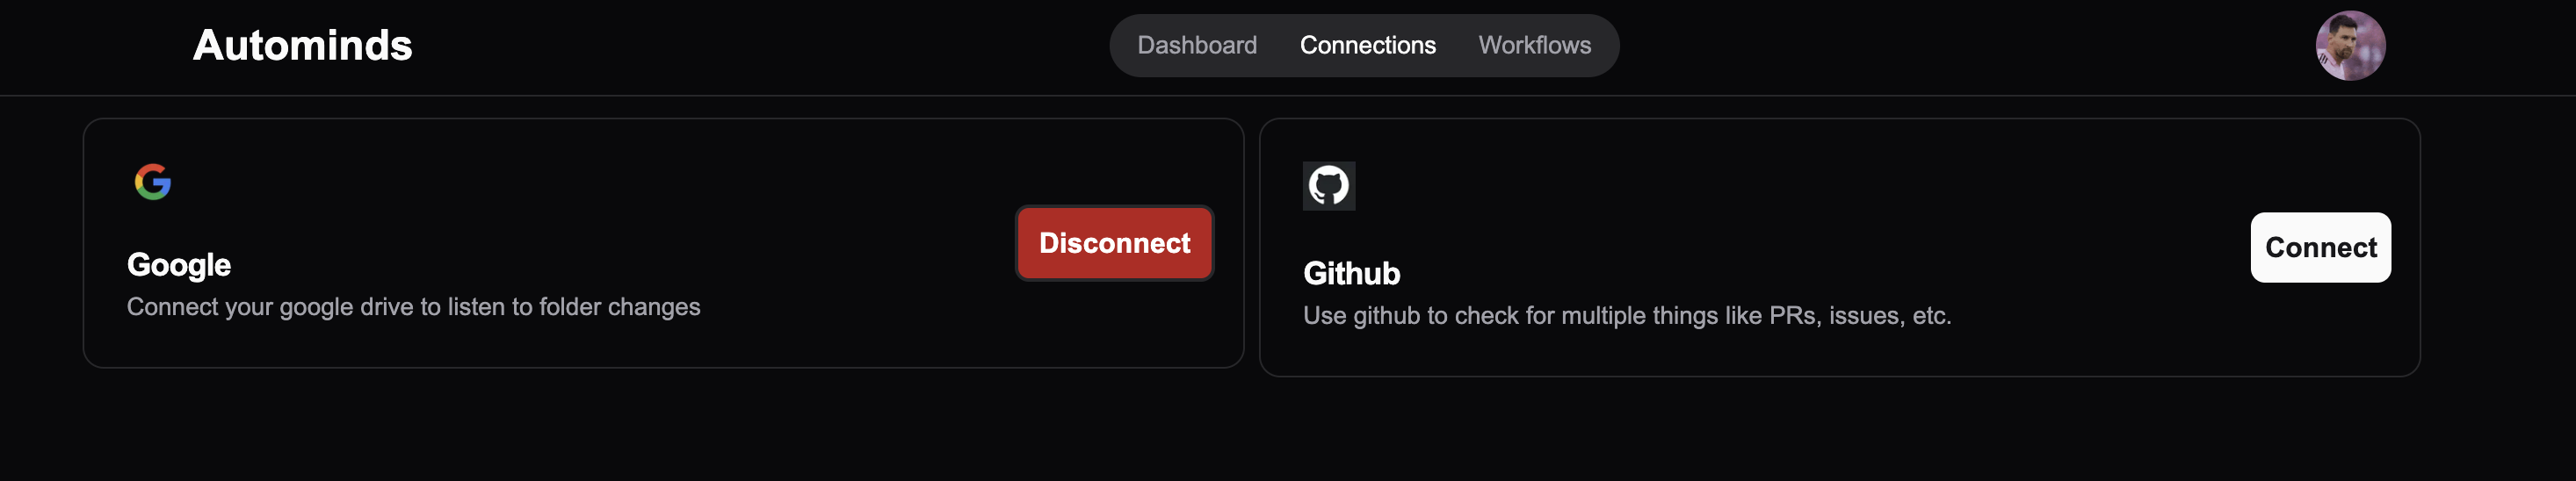 Autominds
Dashboard Connections Workflows
Google
Connect your google drive to listen to folder changes
Disconnect
Github
Use github to check for multiple things like PRs, issues, etc.
Connect